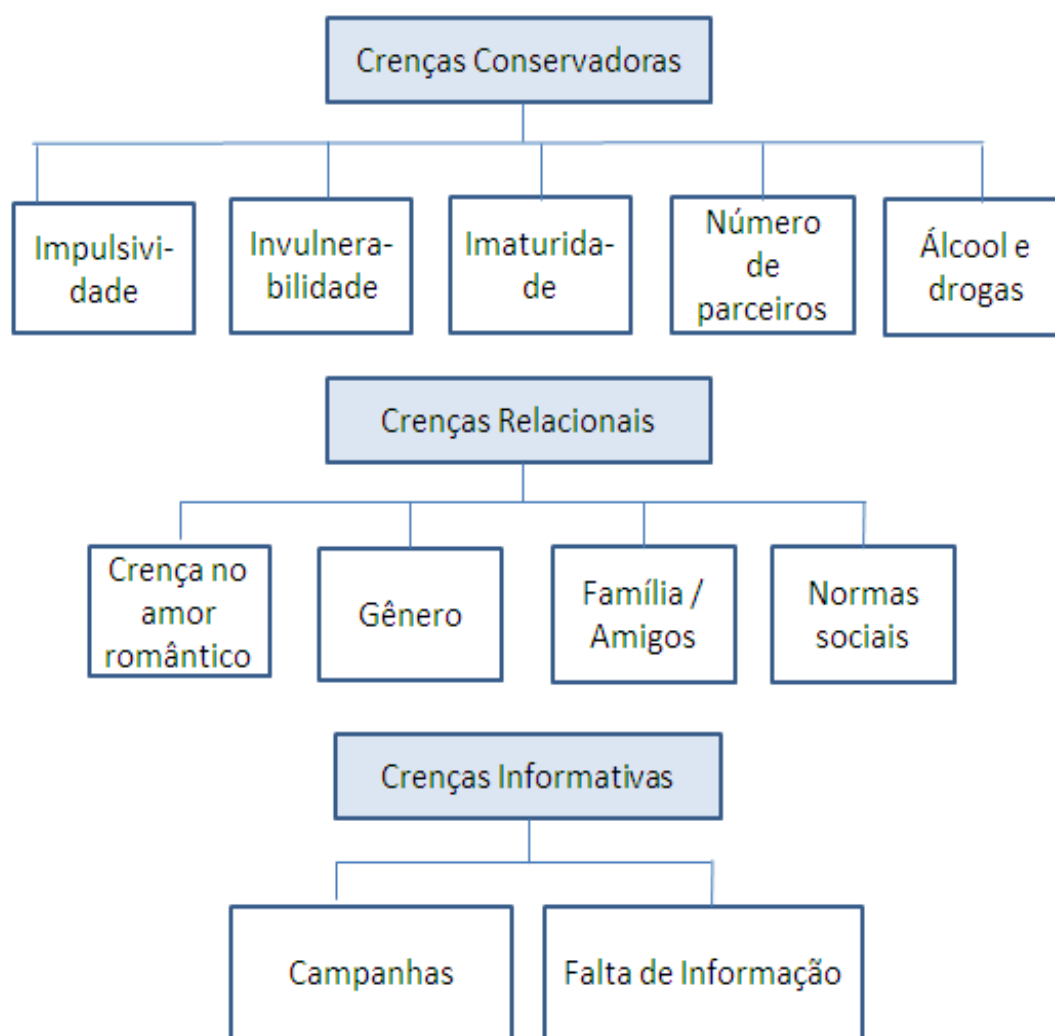 Crenças Conservadoras
Impulsivi-
dade
Invulnera-
bilidade
Imaturida-
de
Número
de
parceiros
Álcool e
drogas
Crenças Relacionais
Crença no
amor
romântico
Gênero
Família /
Amigos
Normas
sociais
Crenças Informativas
Campanhas
Falta de Informação